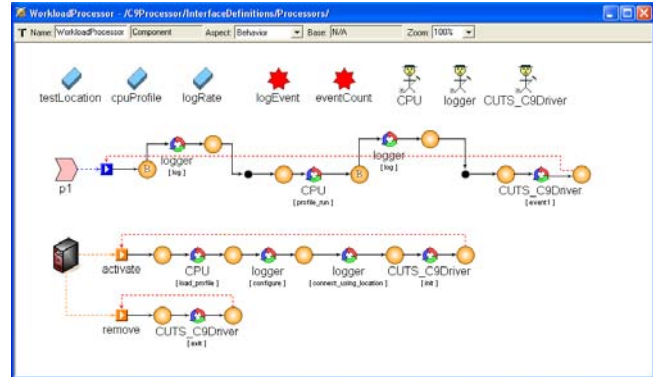 WorkloadProcessor - /C9Processor/InterfaceDefinitions/Processors/
T Name: WorkloadProcessor Component Aspect: Behavior Base: N/A Zoom: 100%
testLocation cpuProfile logRate logEvent eventCount CPU logger CUTS_C9Driver
logger
[log]
logger
[log]
B
B
p1
CPU
[profile_run]
CUTS_C9Driver
[event1]
activate
CPU
[load_profile]
logger
[configure]
logger
[connect_using_location]
CUTS_C9Driver
[init]
remove
CUTS_C9Driver
[exit]